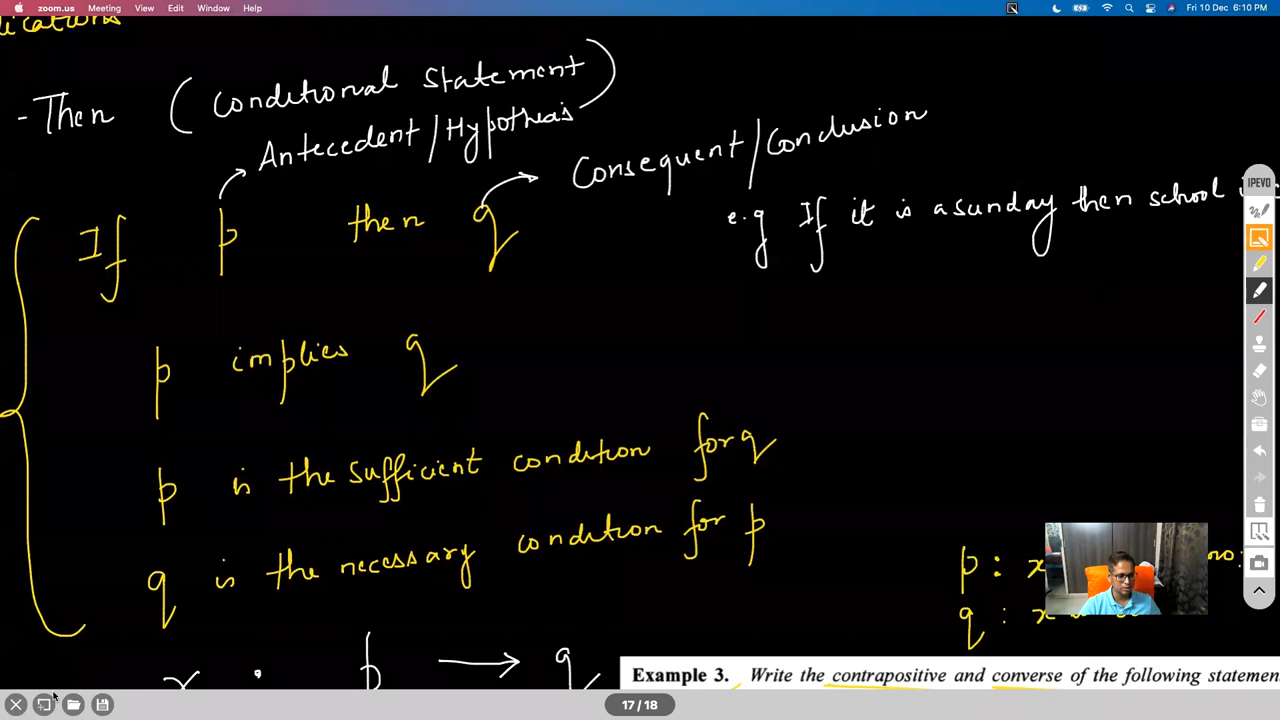 zoom.us Meeting View Edit Window Help Fri 10 Dec 6:10 PM
- Then (Conditional Statement)
Antecedent/Hypothesis
Consequent/Conclusion
If p then q
e.g If it is a sunday then school
IPEVO
p implies q
p is the sufficient condition for q
q is the necessary condition for p
p : x no:
q : x
r : p → q
Example 3. Write the contrapositive and converse of the following statemen
17 / 18